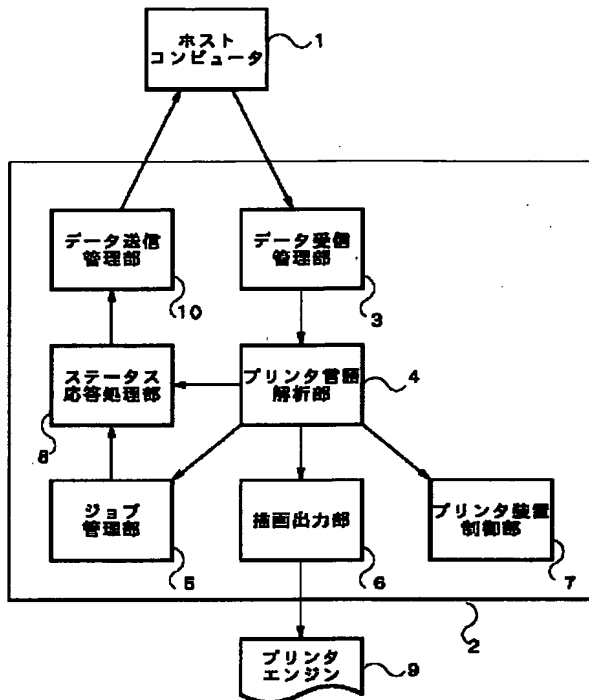 ホスト
コンピュータ
1
データ送信
管理部
10
データ受信
管理部
3
ステータス
応答処理部
8
プリンタ言語
解析部
4
ジョブ
管理部
5
描画出力部
6
プリンタ装置
制御部
7
2
プリンタ
エンジン
9